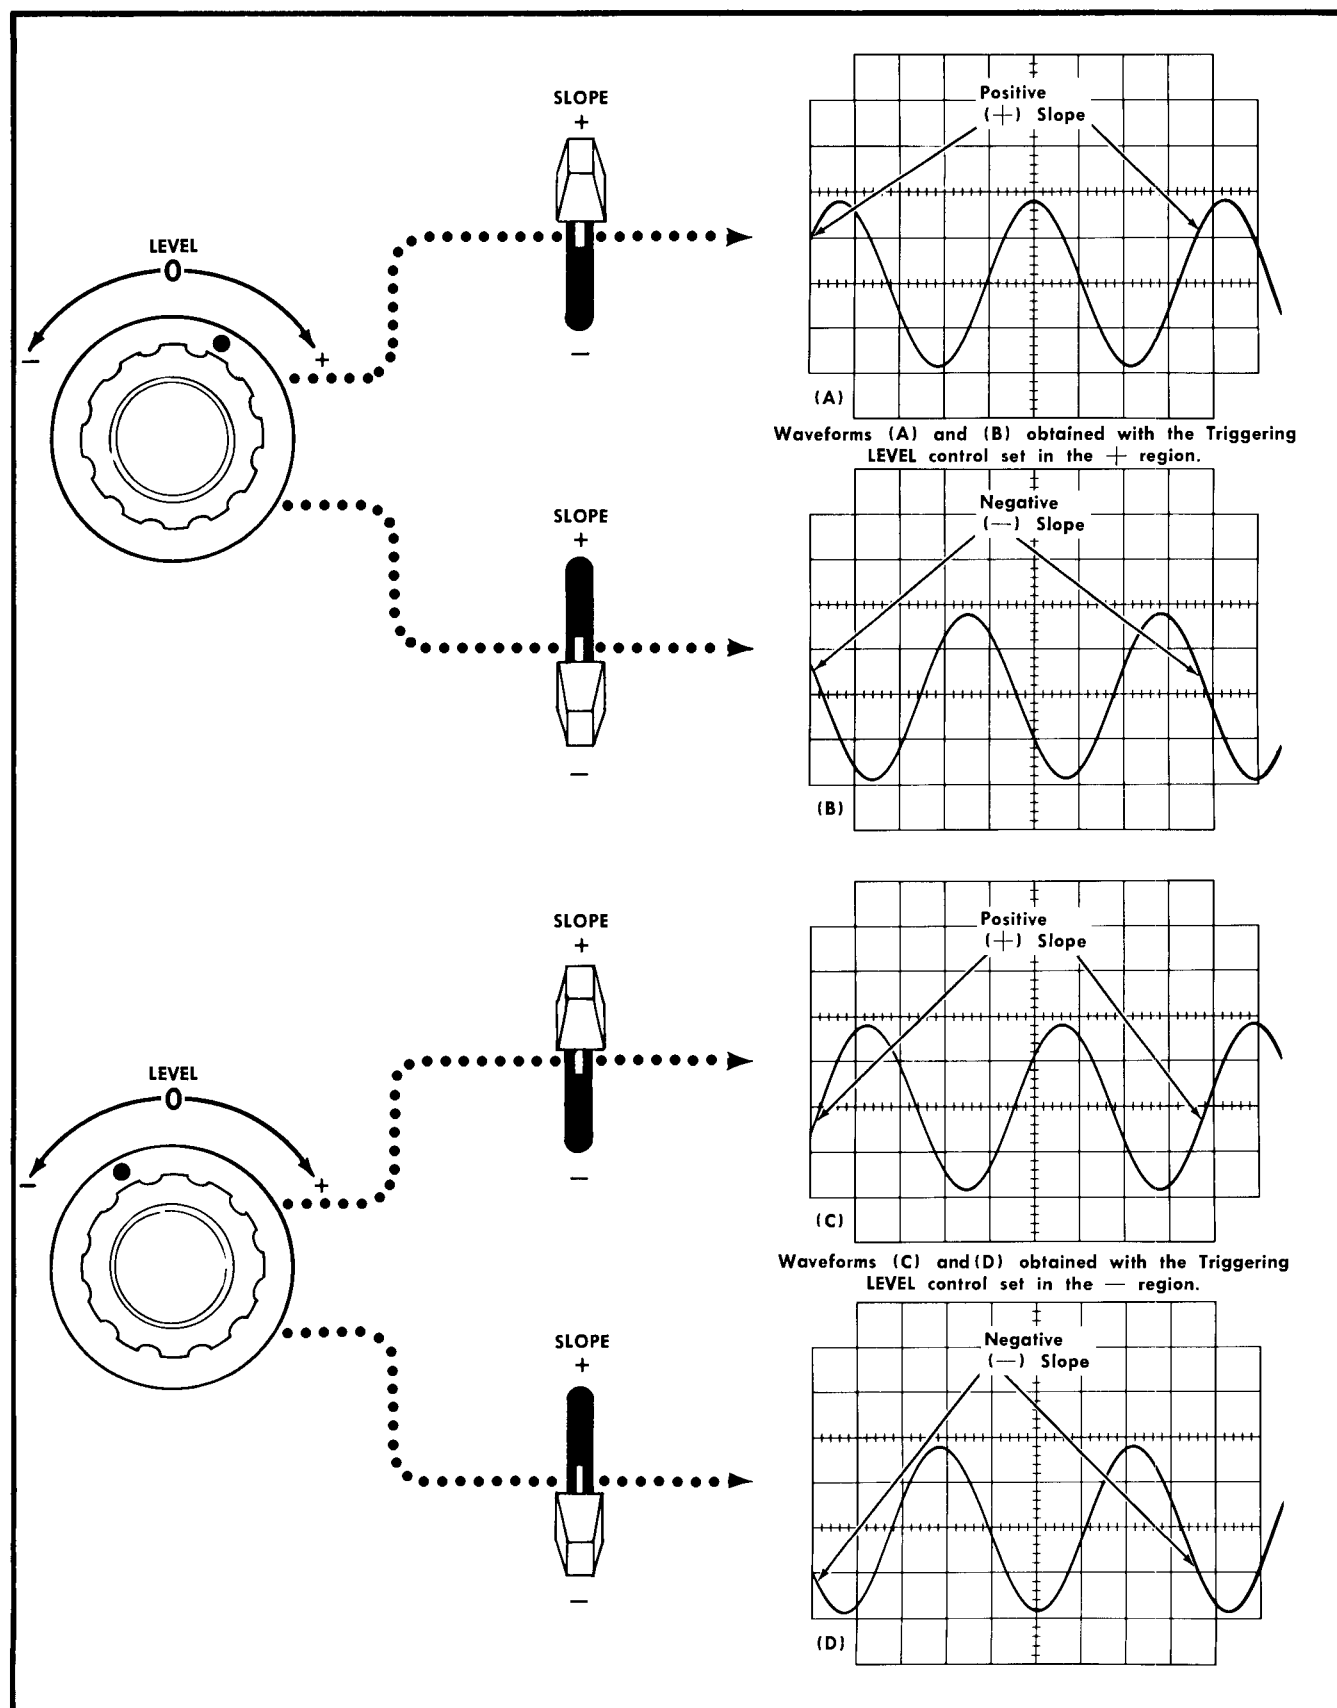 SLOPE
+
LEVEL
0
− +
−
Positive
(+) Slope
(A)
Waveforms (A) and (B) obtained with the Triggering
LEVEL control set in the + region.
SLOPE
+
−
Negative
(—) Slope
(B)
SLOPE
+
LEVEL
0
− +
−
Positive
(+) Slope
(C)
Waveforms (C) and (D) obtained with the Triggering
LEVEL control set in the — region.
SLOPE
+
−
Negative
(—) Slope
(D)